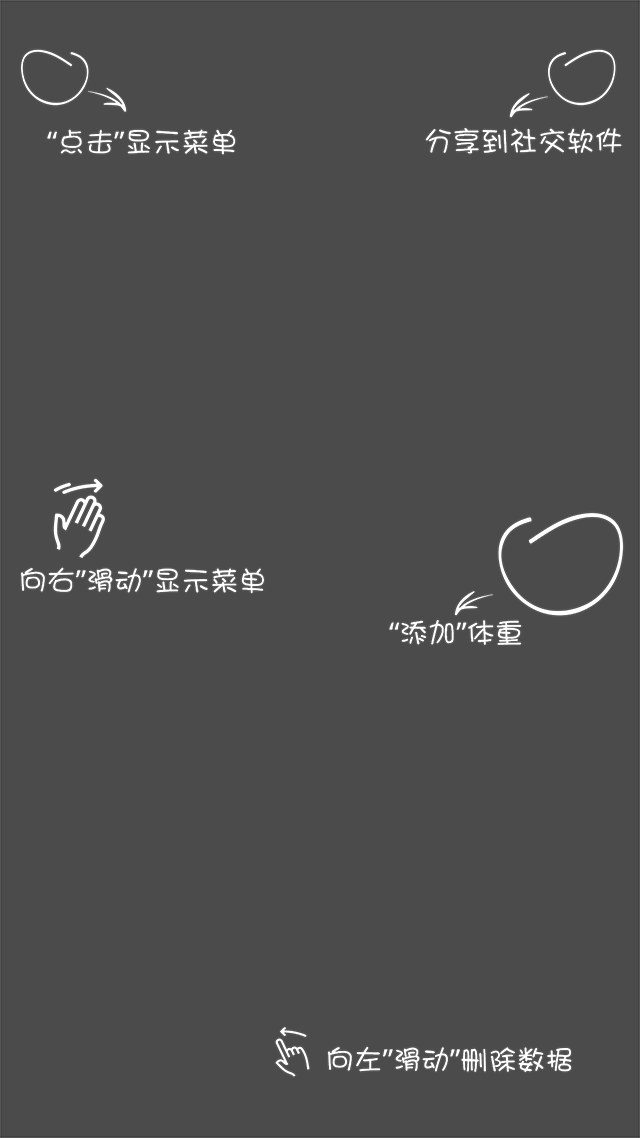 “点击”显示菜单
分享到社交软件
向右”滑动”显示菜单
“添加”体重
向左”滑动”删除数据